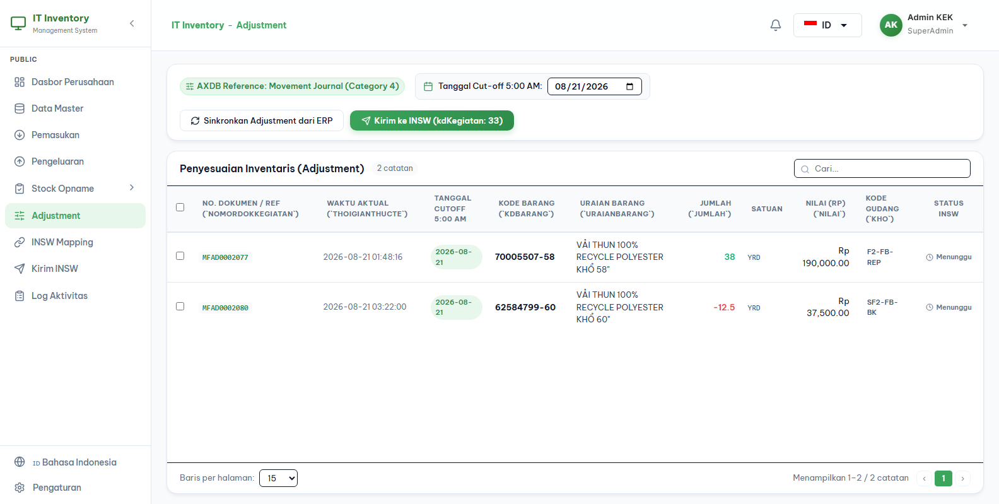 IT Inventory
Management System
PUBLIC
Dasbor Perusahaan
Data Master
Pemasukan
Pengeluaran
Stock Opname
Adjustment
INSW Mapping
Kirim INSW
Log Aktivitas
ID Bahasa Indonesia
Pengaturan
IT Inventory - Adjustment
ID
AK
Admin KEK
SuperAdmin
AXDB Reference: Movement Journal (Category 4)
Tanggal Cut-off 5:00 AM:
08/21/2026
Sinkronkan Adjustment dari ERP
Kirim ke INSW (kdKegiatan: 33)
Penyesuaian Inventaris (Adjustment)
2 catatan
Cari...
NO. DOKUMEN / REF
(`NOMORDOKKEGIATAN`)
WAKTU AKTUAL
(`THOIGIANTHUCTE`)
TANGGAL
CUTOFF
5:00 AM
KODE BARANG
(`KDBARANG`)
URAIAN BARANG
(`URAIANBARANG`)
JUMLAH
(`JUMLAH`)
SATUAN
NILAI (RP)
(`NILAI`)
KODE
GUDANG
(`KHO`)
STATUS
INSW
MFAD0002077
2026-08-21 01:48:16
2026-08-
21
70005507-58
VẢI THUN 100%
RECYCLE POLYESTER
KHỔ 58"
38
YRD
Rp
190,000.00
F2-FB-
REP
Menunggu
MFAD0002080
2026-08-21 03:22:00
2026-08-
21
62584799-60
VẢI THUN 100%
RECYCLE POLYESTER
KHỔ 60"
-12.5
YRD
Rp
37,500.00
SF2-FB-
BK
Menunggu
Baris per halaman:
15
Menampilkan 1–2 / 2 catatan
‹
1
›